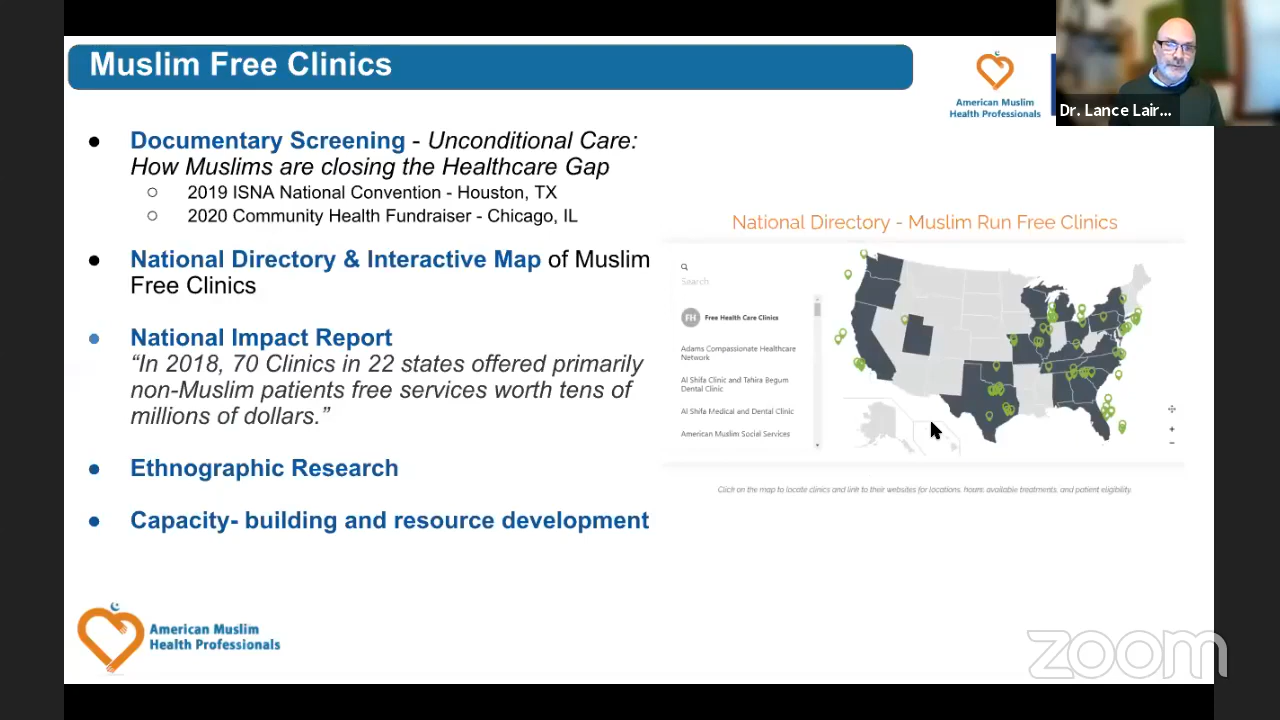 Muslim Free Clinics
American Muslim
Health Professionals
Dr. Lance Lair...
● Documentary Screening - Unconditional Care:
How Muslims are closing the Healthcare Gap
○ 2019 ISNA National Convention - Houston, TX
○ 2020 Community Health Fundraiser - Chicago, IL
● National Directory & Interactive Map of Muslim
Free Clinics
● National Impact Report
“In 2018, 70 Clinics in 22 states offered primarily
non-Muslim patients free services worth tens of
millions of dollars.”
● Ethnographic Research
● Capacity- building and resource development
National Directory - Muslim Run Free Clinics
Search
FH Free Health Care Clinics
Adams Compassionate Healthcare
Network
Al Shifa Clinic and Tahira Begum
Dental Clinic
Al Shifa Medical and Dental Clinic
American Muslim Social Services
Click on the map to locate clinics and link to their websites for locations, hours, available treatments, and patient eligibility.
American Muslim
Health Professionals
zoom